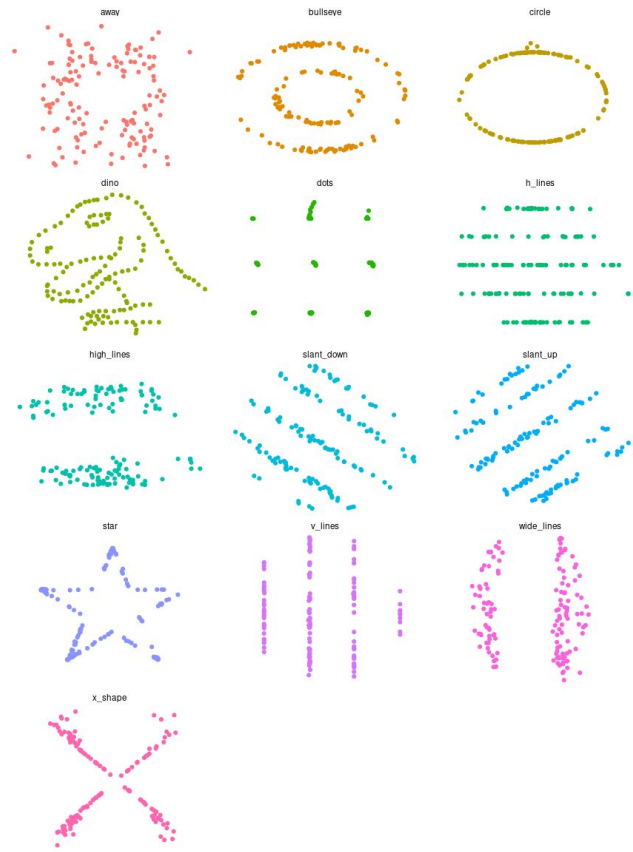 away bullseye circle
dino dots h_lines
high_lines slant_down slant_up
star v_lines wide_lines
x_shape